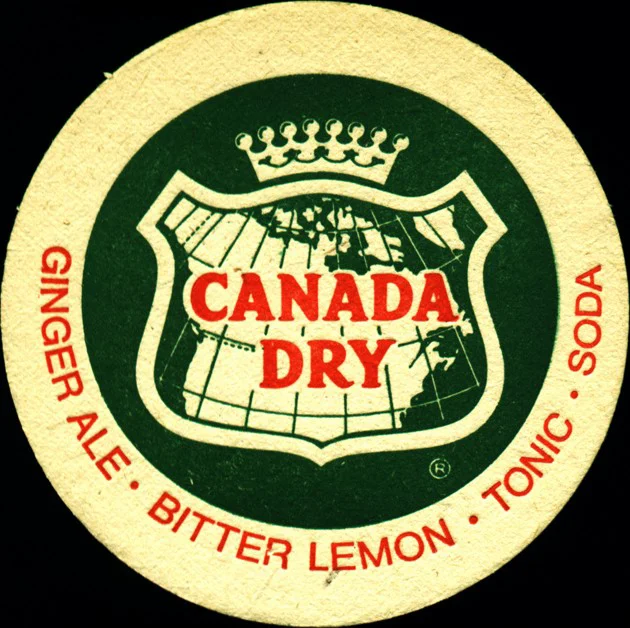 CANADA
DRY
®
GINGER ALE • BITTER LEMON • TONIC • SODA